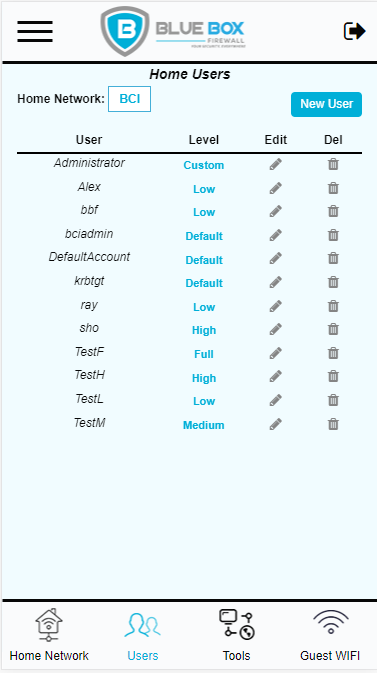 BLUE BOX
FIREWALL
YOUR SECURITY, EVERYWHERE
Home Users
Home Network: BCI
New User
User Level Edit Del
Administrator Custom
Alex Low
bbf Low
bciadmin Default
DefaultAccount Default
krbtgt Default
ray Low
sho High
TestF Full
TestH High
TestL Low
TestM Medium
Home Network Users Tools Guest WIFI